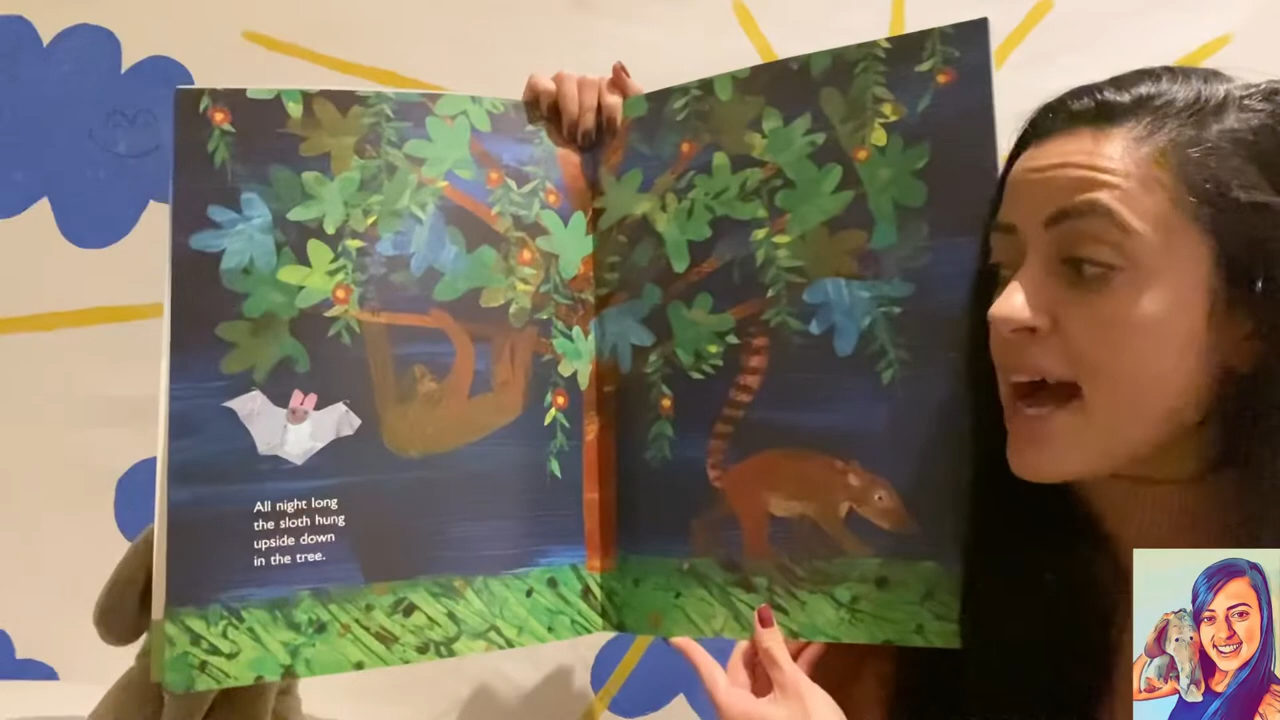 All night long
the sloth hung
upside down
in the tree.